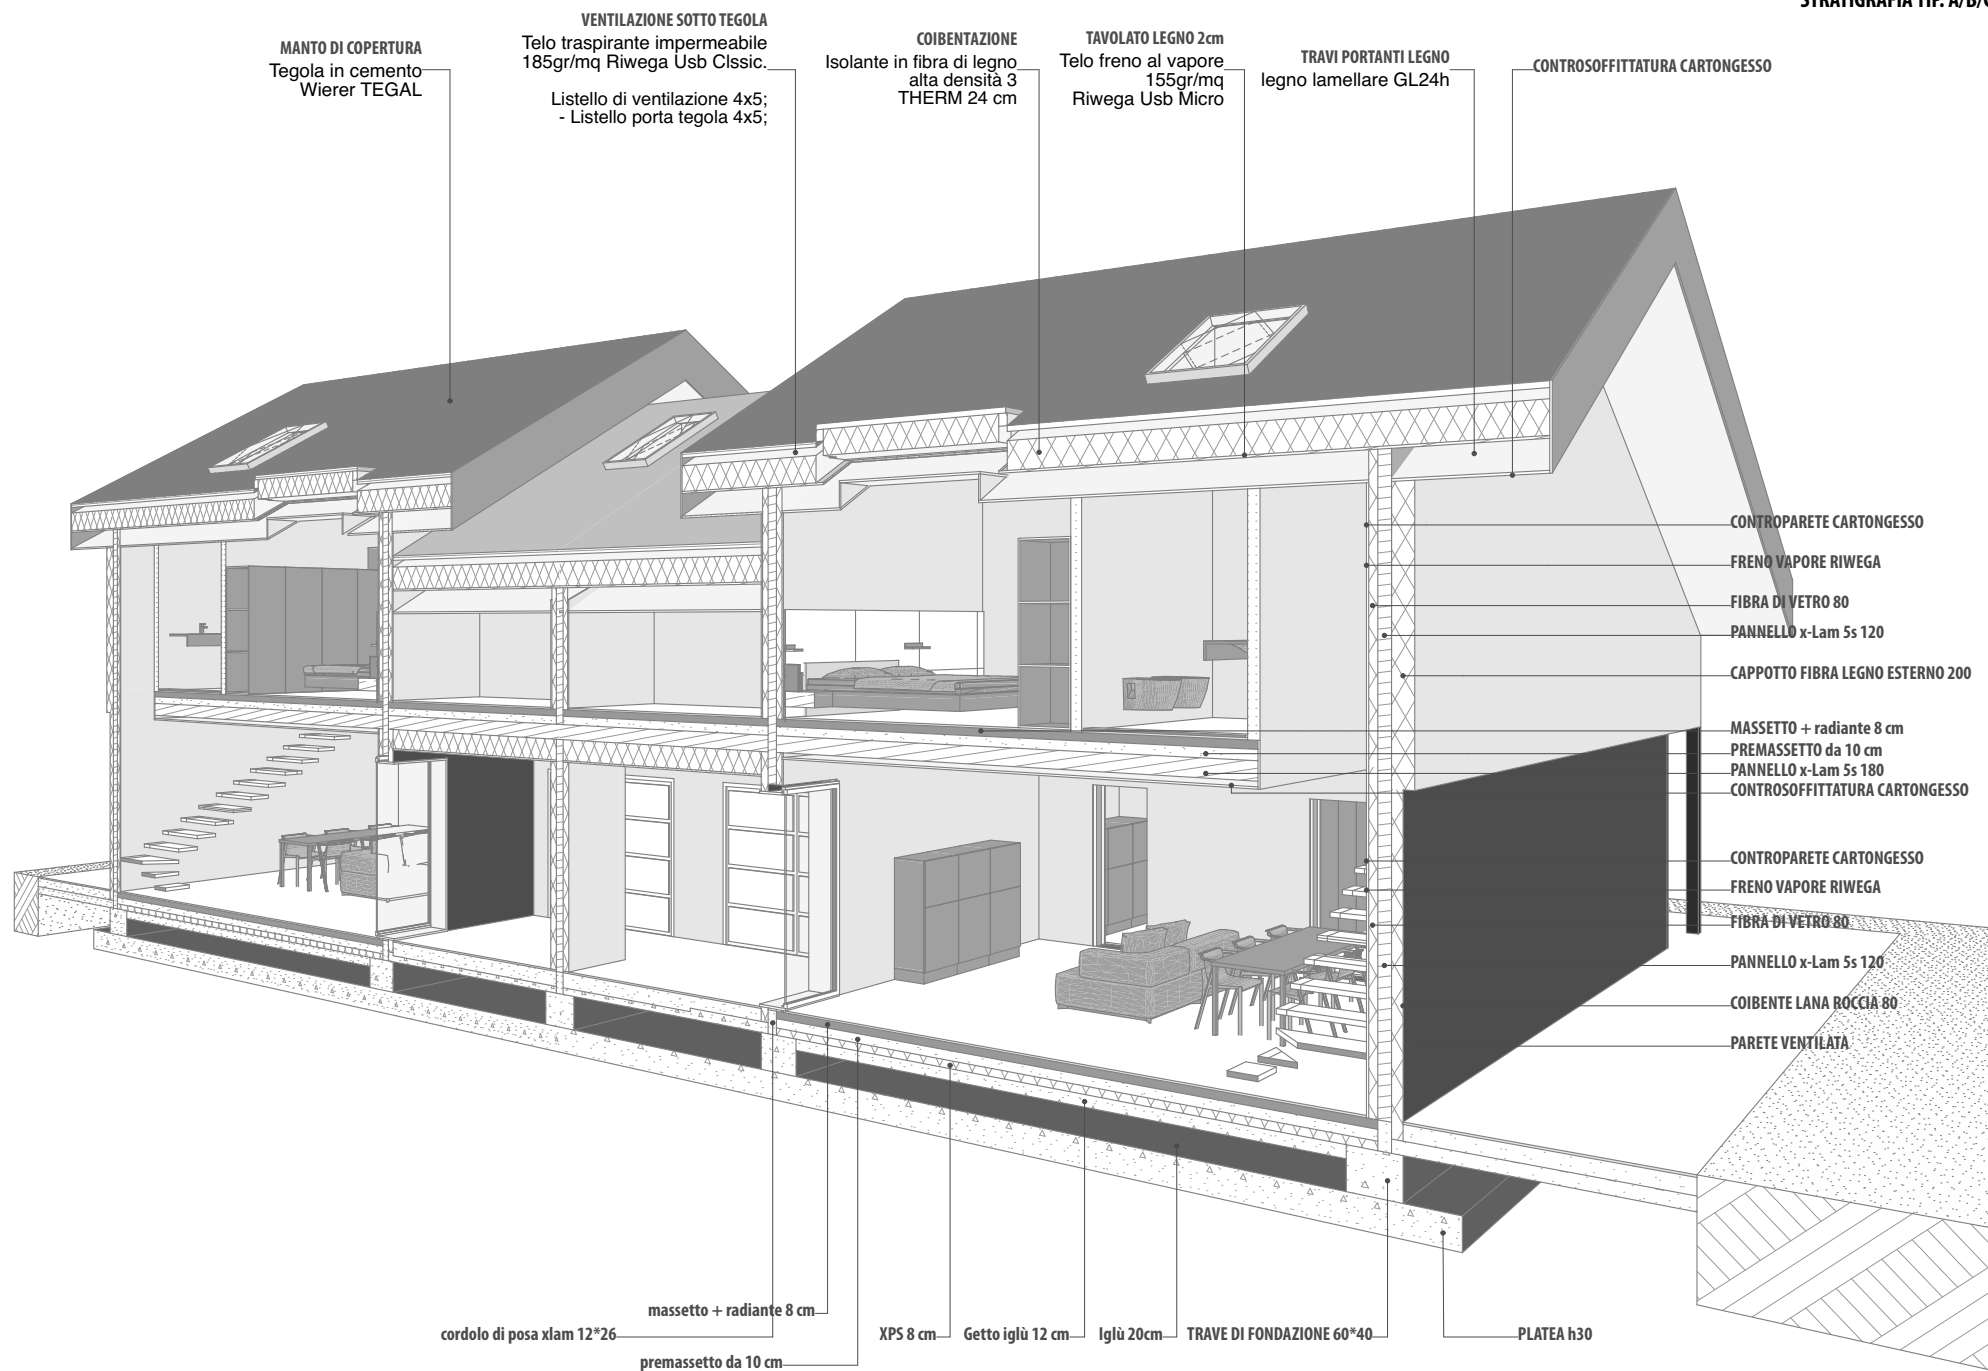 STRATIGRAFIA TIP. A/B/
MANTO DI COPERTURA
Tegola in cemento
Wierer TEGAL
VENTILAZIONE SOTTO TEGOLA
Telo traspirante impermeabile
185gr/mq Riwega Usb Clssic.
Listello di ventilazione 4x5;
- Listello porta tegola 4x5;
COIBENTAZIONE
Isolante in fibra di legno
alta densità 3
THERM 24 cm
TAVOLATO LEGNO 2cm
Telo freno al vapore
155gr/mq
Riwega Usb Micro
TRAVI PORTANTI LEGNO
legno lamellare GL24h
CONTROSOFFITTATURA CARTONGESSO
CONTROPARETE CARTONGESSO
FRENO VAPORE RIWEGA
FIBRA DI VETRO 80
PANNELLO x-Lam 5s 120
CAPPOTTO FIBRA LEGNO ESTERNO 200
MASSETTO + radiante 8 cm
PREMASSETTO da 10 cm
PANNELLO x-Lam 5s 180
CONTROSOFFITTATURA CARTONGESSO
CONTROPARETE CARTONGESSO
FRENO VAPORE RIWEGA
FIBRA DI VETRO 80
PANNELLO x-Lam 5s 120
COIBENTE LANA ROCCIA 80
PARETE VENTILATA
massetto + radiante 8 cm
cordolo di posa xlam 12*26
premassetto da 10 cm
XPS 8 cm
Getto iglù 12 cm
Iglù 20cm
TRAVE DI FONDAZIONE 60*40
PLATEA h30